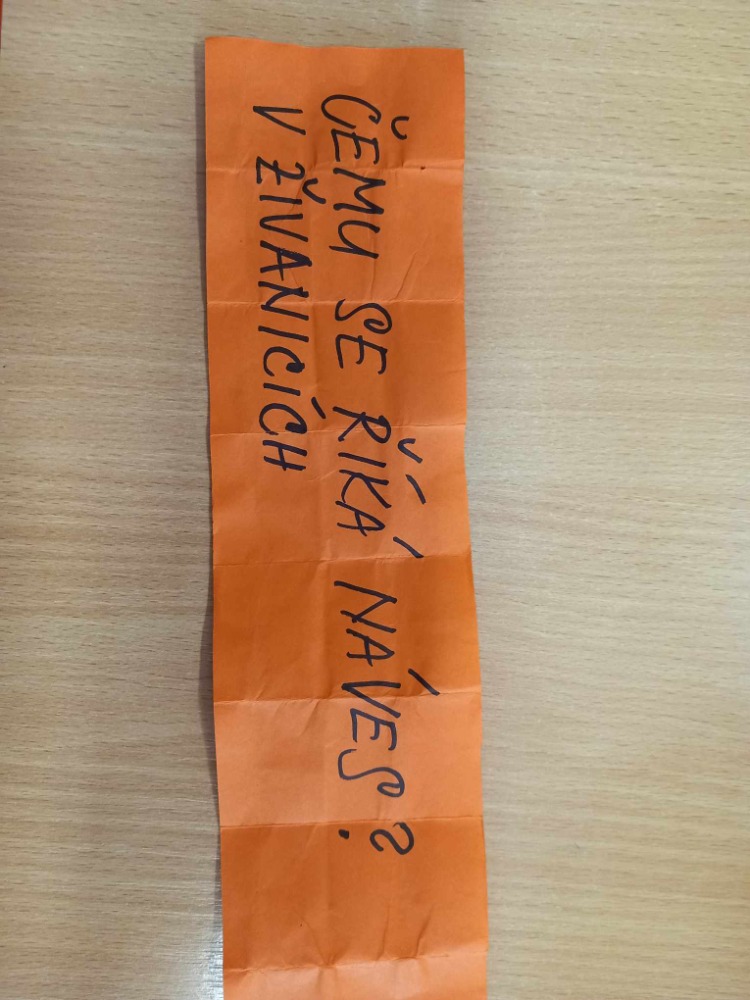 ČEMU SE ŘÍKÁ NÁVES?
V ŽIVANICÍCH